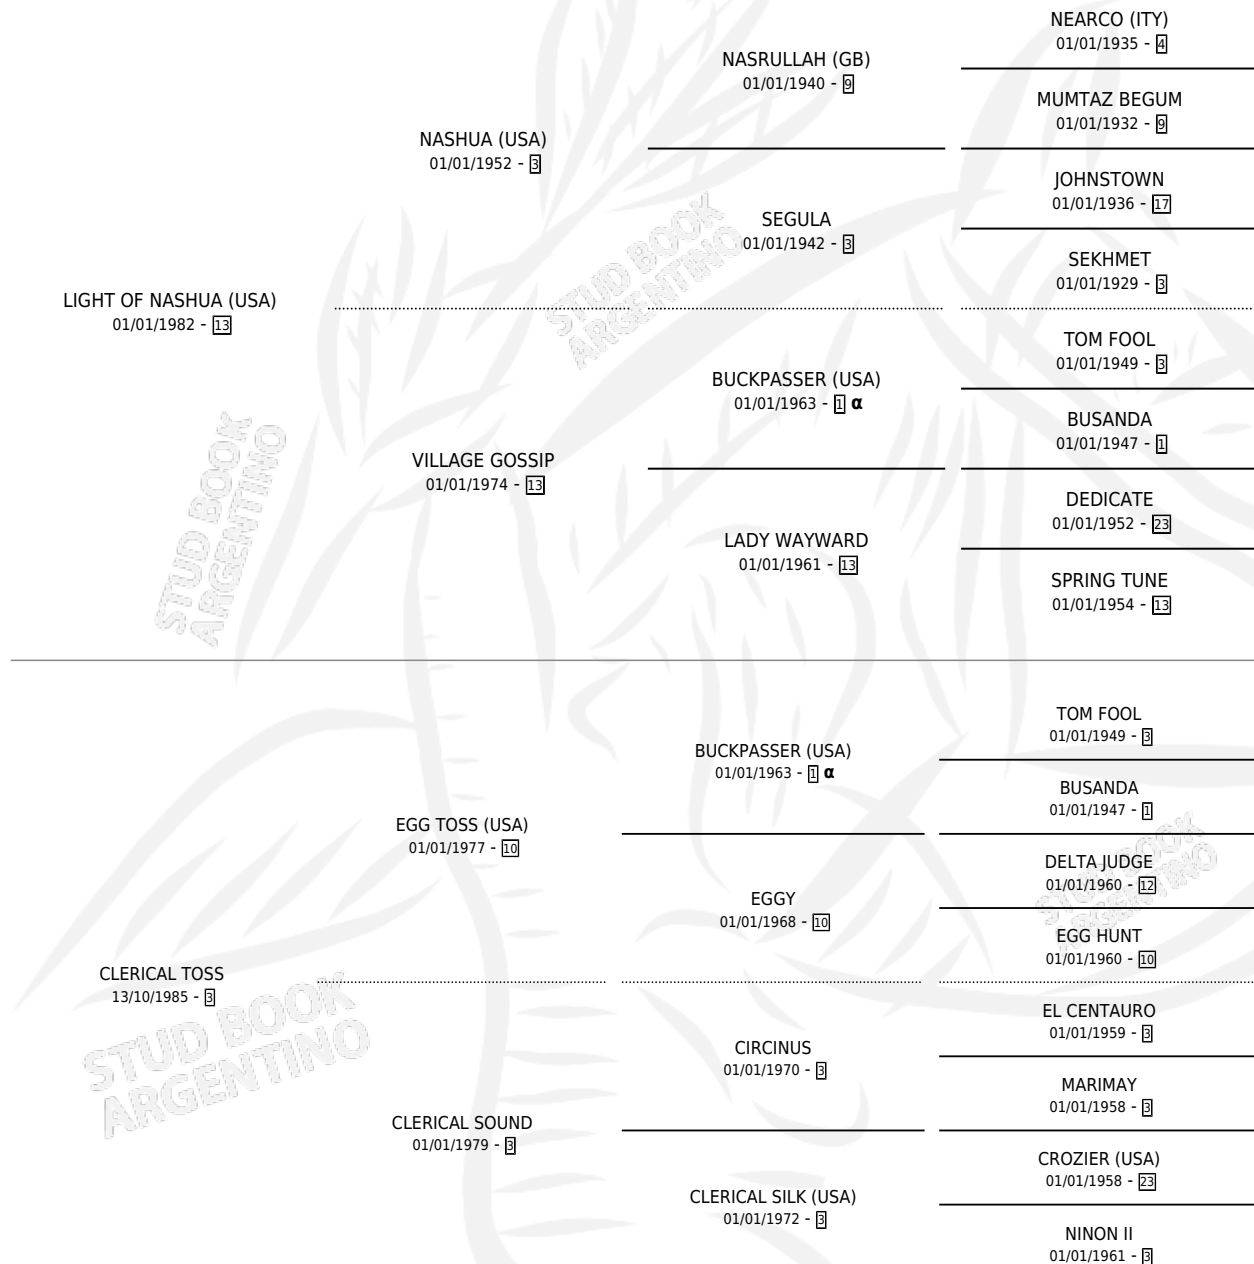 NEARCO (ITY)
01/01/1935 - 4
NASRULLAH (GB)
01/01/1940 - 9
MUMTAZ BEGUM
01/01/1932 - 9
NASHUA (USA)
01/01/1952 - 3
JOHNSTOWN
01/01/1936 - 17
SEGULA
01/01/1942 - 3
SEKHMET
01/01/1929 - 3
LIGHT OF NASHUA (USA)
01/01/1982 - 13
TOM FOOL
01/01/1949 - 3
BUCKPASSER (USA)
01/01/1963 - 1 α
BUSANDA
01/01/1947 - 1
VILLAGE GOSSIP
01/01/1974 - 13
DEDICATE
01/01/1952 - 23
LADY WAYWARD
01/01/1961 - 13
SPRING TUNE
01/01/1954 - 13
STUD BOOK
ARGENTINO
STUD BOOK
ARGENTINO
TOM FOOL
01/01/1949 - 3
BUCKPASSER (USA)
01/01/1963 - 1 α
BUSANDA
01/01/1947 - 1
EGG TOSS (USA)
01/01/1977 - 10
DELTA JUDGE
01/01/1960 - 12
EGGY
01/01/1968 - 10
EGG HUNT
01/01/1960 - 10
CLERICAL TOSS
13/10/1985 - 3
EL CENTAURO
01/01/1959 - 3
CIRCINUS
01/01/1970 - 3
MARIMAY
01/01/1958 - 3
CLERICAL SOUND
01/01/1979 - 3
CROZIER (USA)
01/01/1958 - 23
CLERICAL SILK (USA)
01/01/1972 - 3
NINON II
01/01/1961 - 3
STUD BOOK
ARGENTINO
STUD BOOK
ARGENTINO